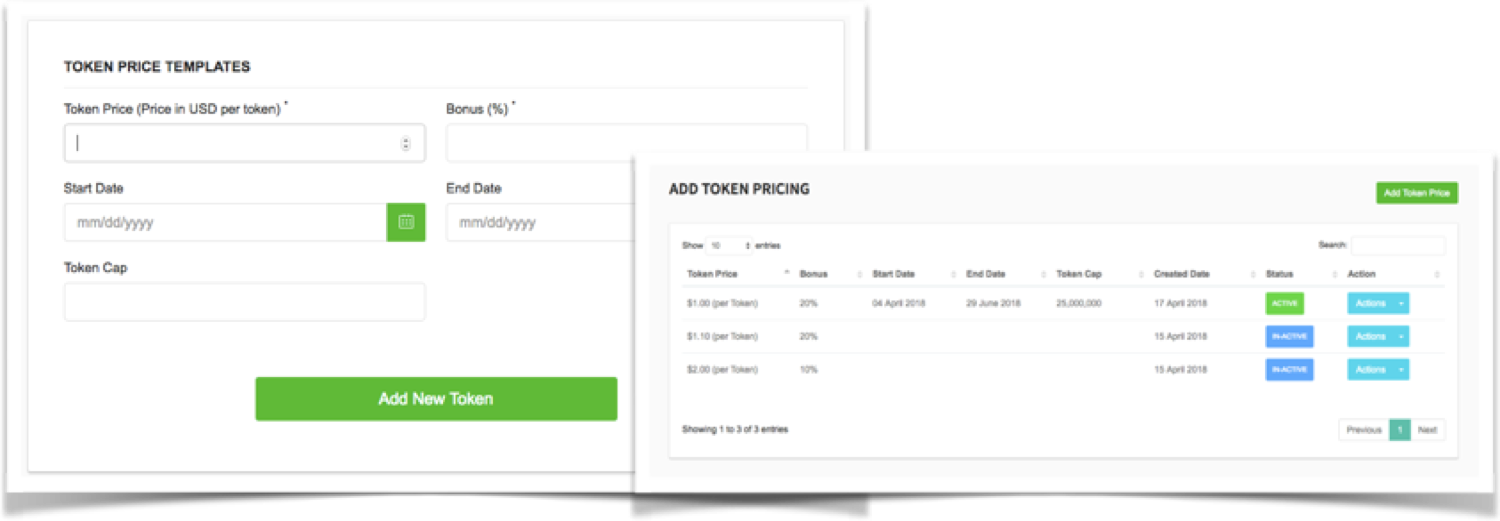 TOKEN PRICE TEMPLATES
Token Price (Price in USD per token) *
Bonus (%) *
Start Date
End Date
mm/dd/yyyy
mm/dd/yyyy
Token Cap
Add New Token
ADD TOKEN PRICING
Add Token Price
Show 10 entries
Search:
Token Price Bonus Start Date End Date Token Cap Created Date Status Action
$1.00 (per Token) 20% 04 April 2018 29 June 2018 25,000,000 17 April 2018 ACTIVE Actions
$1.10 (per Token) 20% 15 April 2018 IN-ACTIVE Actions
$2.00 (per Token) 10% 15 April 2018 IN-ACTIVE Actions
Showing 1 to 3 of 3 entries
Previous 1 Next